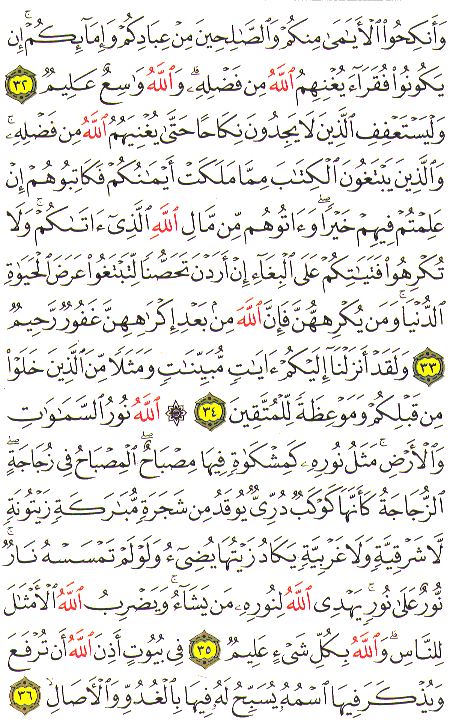 وَأَنكِحُوا۟ ٱلْأَيَـٰمَىٰ مِنكُمْ وَٱلصَّـٰلِحِينَ مِنْ عِبَادِكُمْ وَإِمَآئِكُمْ ۚ إِن
يَكُونُوا۟ فُقَرَآءَ يُغْنِهِمُ ٱللَّهُ مِن فَضْلِهِۦ ۗ وَٱللَّهُ وَٰسِعٌ عَلِيمٌ ٣٢
وَلْيَسْتَعْفِفِ ٱلَّذِينَ لَا يَجِدُونَ نِكَاحًا حَتَّىٰ يُغْنِيَهُمُ ٱللَّهُ مِن فَضْلِهِۦ ۗ
وَٱلَّذِينَ يَبْتَغُونَ ٱلْكِتَـٰبَ مِمَّا مَلَكَتْ أَيْمَـٰنُكُمْ فَكَاتِبُوهُمْ إِنْ
عَلِمْتُمْ فِيهِمْ خَيْرًا ۖ وَءَاتُوهُم مِّن مَّالِ ٱللَّهِ ٱلَّذِىٓ ءَاتَىٰكُمْ ۚ وَلَا
تُكْرِهُوا۟ فَتَيَـٰتِكُمْ عَلَى ٱلْبِغَآءِ إِنْ أَرَدْنَ تَحَصُّنًا لِّتَبْتَغُوا۟ عَرَضَ ٱلْحَيَوٰةِ
ٱلدُّنْيَا ۚ وَمَن يُكْرِههُّنَّ فَإِنَّ ٱللَّهَ مِنۢ بَعْدِ إِكْرَٰهِهِنَّ غَفُورٌ رَّحِيمٌ
٣٣ وَلَقَدْ أَنزَلْنَآ إِلَيْكُمْ ءَايَـٰتٍ مُّبَيِّنَـٰتٍ وَمَثَلًا مِّنَ ٱلَّذِينَ خَلَوْا۟
مِن قَبْلِكُمْ وَمَوْعِظَةً لِّلْمُتَّقِينَ ٣٤ ۞ ٱللَّهُ نُورُ ٱلسَّمَـٰوَٰتِ
وَٱلْأَرْضِ ۚ مَثَلُ نُورِهِۦ كَمِشْكَوٰةٍ فِيهَا مِصْبَاحٌ ۖ ٱلْمِصْبَاحُ فِى زُجَاجَةٍ ۖ
ٱلزُّجَاجَةُ كَأَنَّهَا كَوْكَبٌ دُرِّىٌّ يُوقَدُ مِن شَجَرَةٍ مُّبَـٰرَكَةٍ زَيْتُونَةٍ
لَّا شَرْقِيَّةٍ وَلَا غَرْبِيَّةٍ يَكَادُ زَيْتُهَا يُضِىٓءُ وَلَوْ لَمْ تَمْسَسْهُ نَارٌ ۚ
نُّورٌ عَلَىٰ نُورٍ ۗ يَهْدِى ٱللَّهُ لِنُورِهِۦ مَن يَشَآءُ ۚ وَيَضْرِبُ ٱللَّهُ ٱلْأَمْثَـٰلَ
لِلنَّاسِ ۗ وَٱللَّهُ بِكُلِّ شَىْءٍ عَلِيمٌ ٣٥ فِى بُيُوتٍ أَذِنَ ٱللَّهُ أَن تُرْفَعَ
وَيُذْكَرَ فِيهَا ٱسْمُهُۥ يُسَبِّحُ لَهُۥ فِيهَا بِٱلْغُدُوِّ وَٱلْـَٔاصَالِ ٣٦